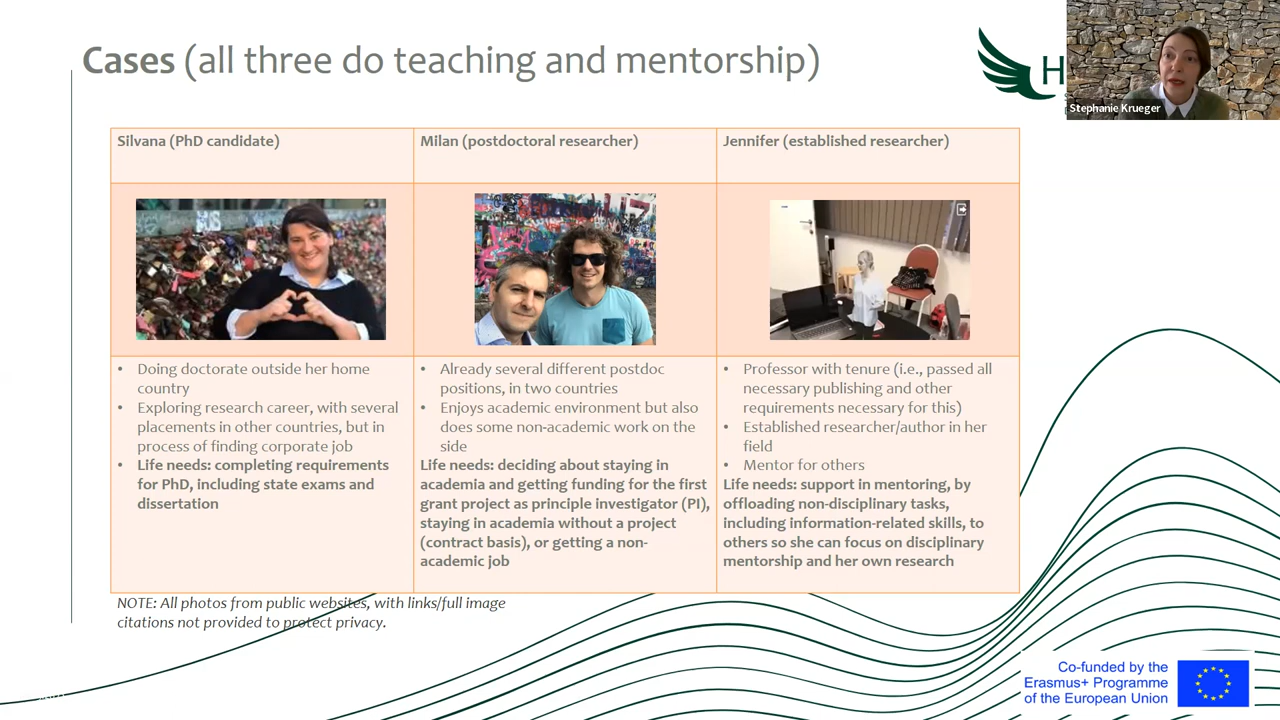 Cases (all three do teaching and mentorship)
H
Stephanie Krueger
Silvana (PhD candidate)
Milan (postdoctoral researcher)
Jennifer (established researcher)
• Doing doctorate outside her home
country
• Exploring research career, with several
placements in other countries, but in
process of finding corporate job
• Life needs: completing requirements
for PhD, including state exams and
dissertation
• Already several different postdoc
positions, in two countries
• Enjoys academic environment but also
does some non-academic work on the
side
Life needs: deciding about staying in
academia and getting funding for the first
grant project as principle investigator (PI),
staying in academia without a project
(contract basis), or getting a non-
academic job
• Professor with tenure (i.e., passed all
necessary publishing and other
requirements necessary for this)
• Established researcher/author in her
field
• Mentor for others
Life needs: support in mentoring, by
offloading non-disciplinary tasks,
including information-related skills, to
others so she can focus on disciplinary
mentorship and her own research
NOTE: All photos from public websites, with links/full image
citations not provided to protect privacy.
Co-funded by the
Erasmus+ Programme
of the European Union